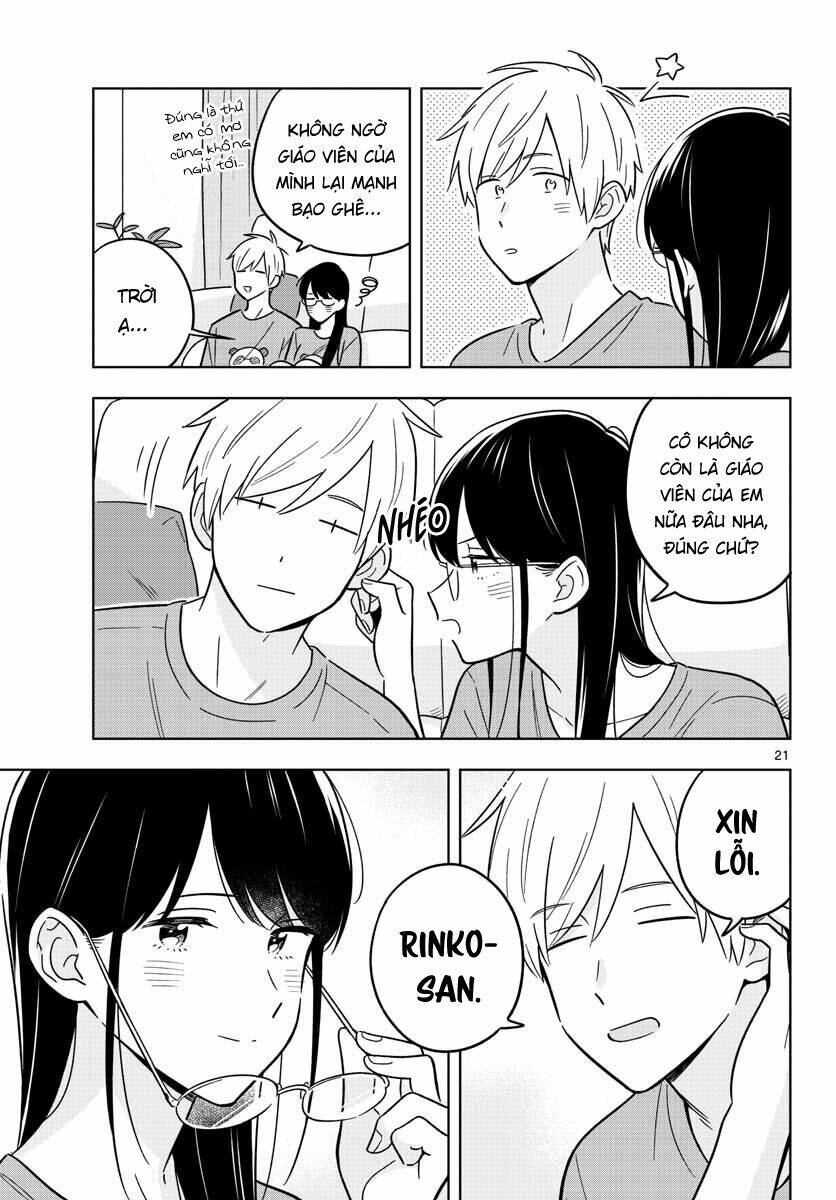 KHÔNG NGỜ
GIÁO VIÊN CỦA
MÌNH LẠI MẠNH
BẠO GHÊ...
Đúng là thứ
em có mơ
cũng không
nghĩ tới...
TRỜI
Ạ...
CÔ KHÔNG
CÒN LÀ GIÁO
VIÊN CỦA EM
NỮA ĐÂU NHA,
ĐÚNG CHỨ?
NHÉO
21
XIN
LỖI.
RINKO-
SAN.